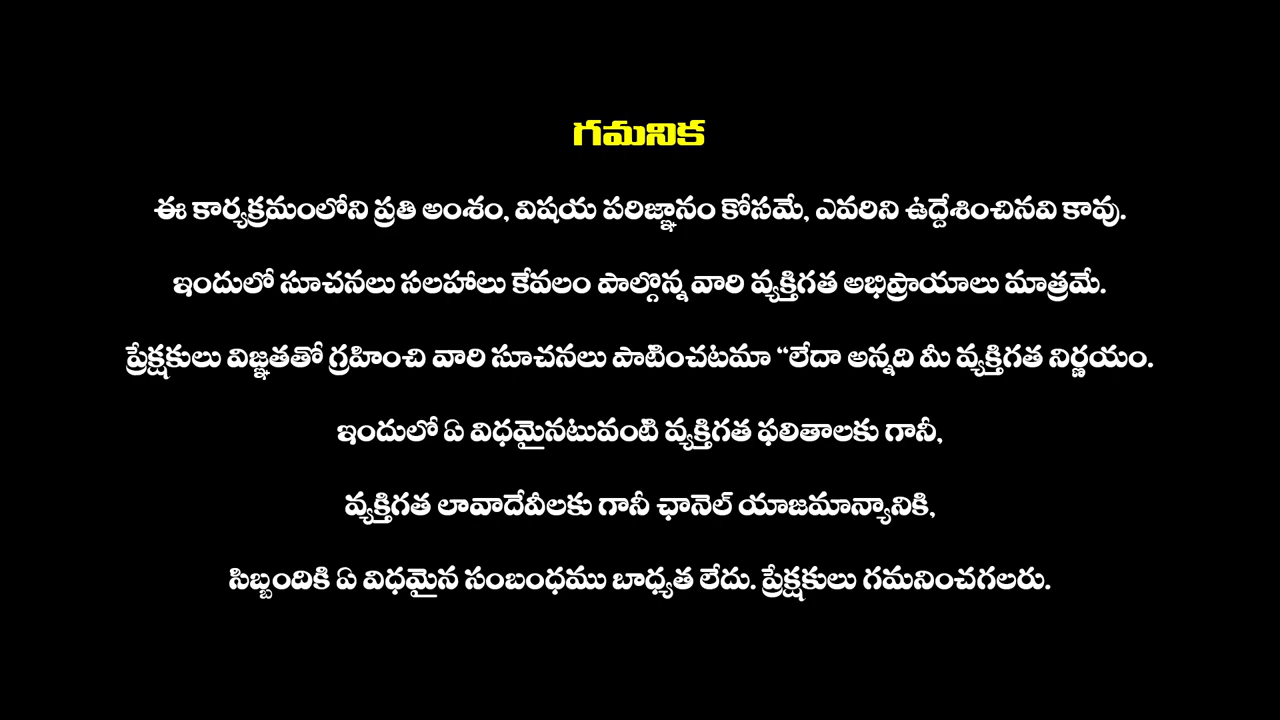 గమనిక
ఈ కార్యక్రమంలోని ప్రతి అంశం, విషయ పరిజ్ఞానం కోసమే, ఎవరిని ఉద్దేశించినవి కావు.
ఇందులో సూచనలు సలహాలు కేవలం పాల్గొన్న వారి వ్యక్తిగత అభిప్రాయాలు మాత్రమే.
ప్రేక్షకులు విజ్ఞతతో గ్రహించి వారి సూచనలు పాటించటమా “లేదా అన్నది మీ వ్యక్తిగత నిర్ణయం.
ఇందులో ఏ విధమైనటువంటి వ్యక్తిగత ఫలితాలకు గానీ,
వ్యక్తిగత లావాదేవీలకు గానీ ఛానెల్ యాజమాన్యానికి,
సిబ్బందికి ఏ విధమైన సంబంధము బాధ్యత లేదు. ప్రేక్షకులు గమనించగలరు.